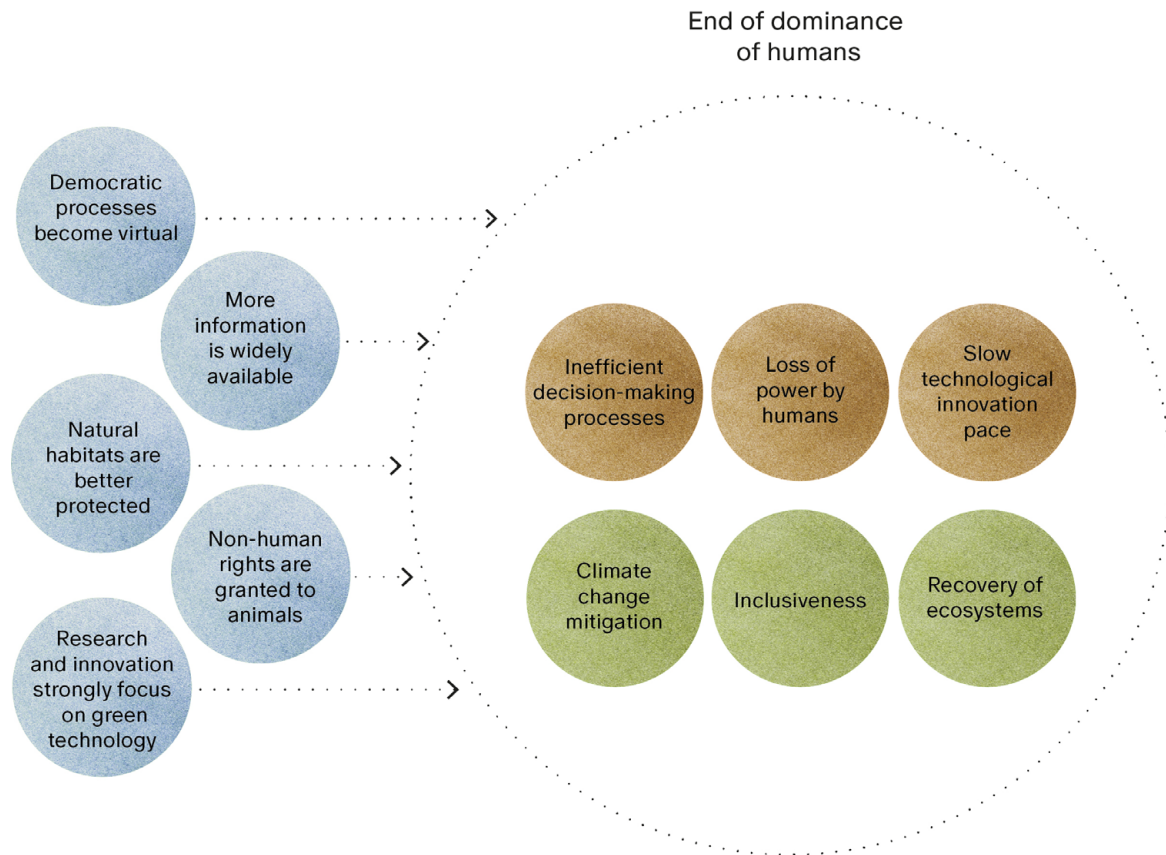 End of dominance
of humans
Democratic
processes
become virtual
More
information
is widely
available
Natural
habitats are
better
protected
Non-human
rights are
granted to
animals
Research
and innovation
strongly focus
on green
technology
Inefficient
decision-making
processes
Loss of
power by
humans
Slow
technological
innovation
pace
Climate
change
mitigation
Inclusiveness
Recovery of
ecosystems